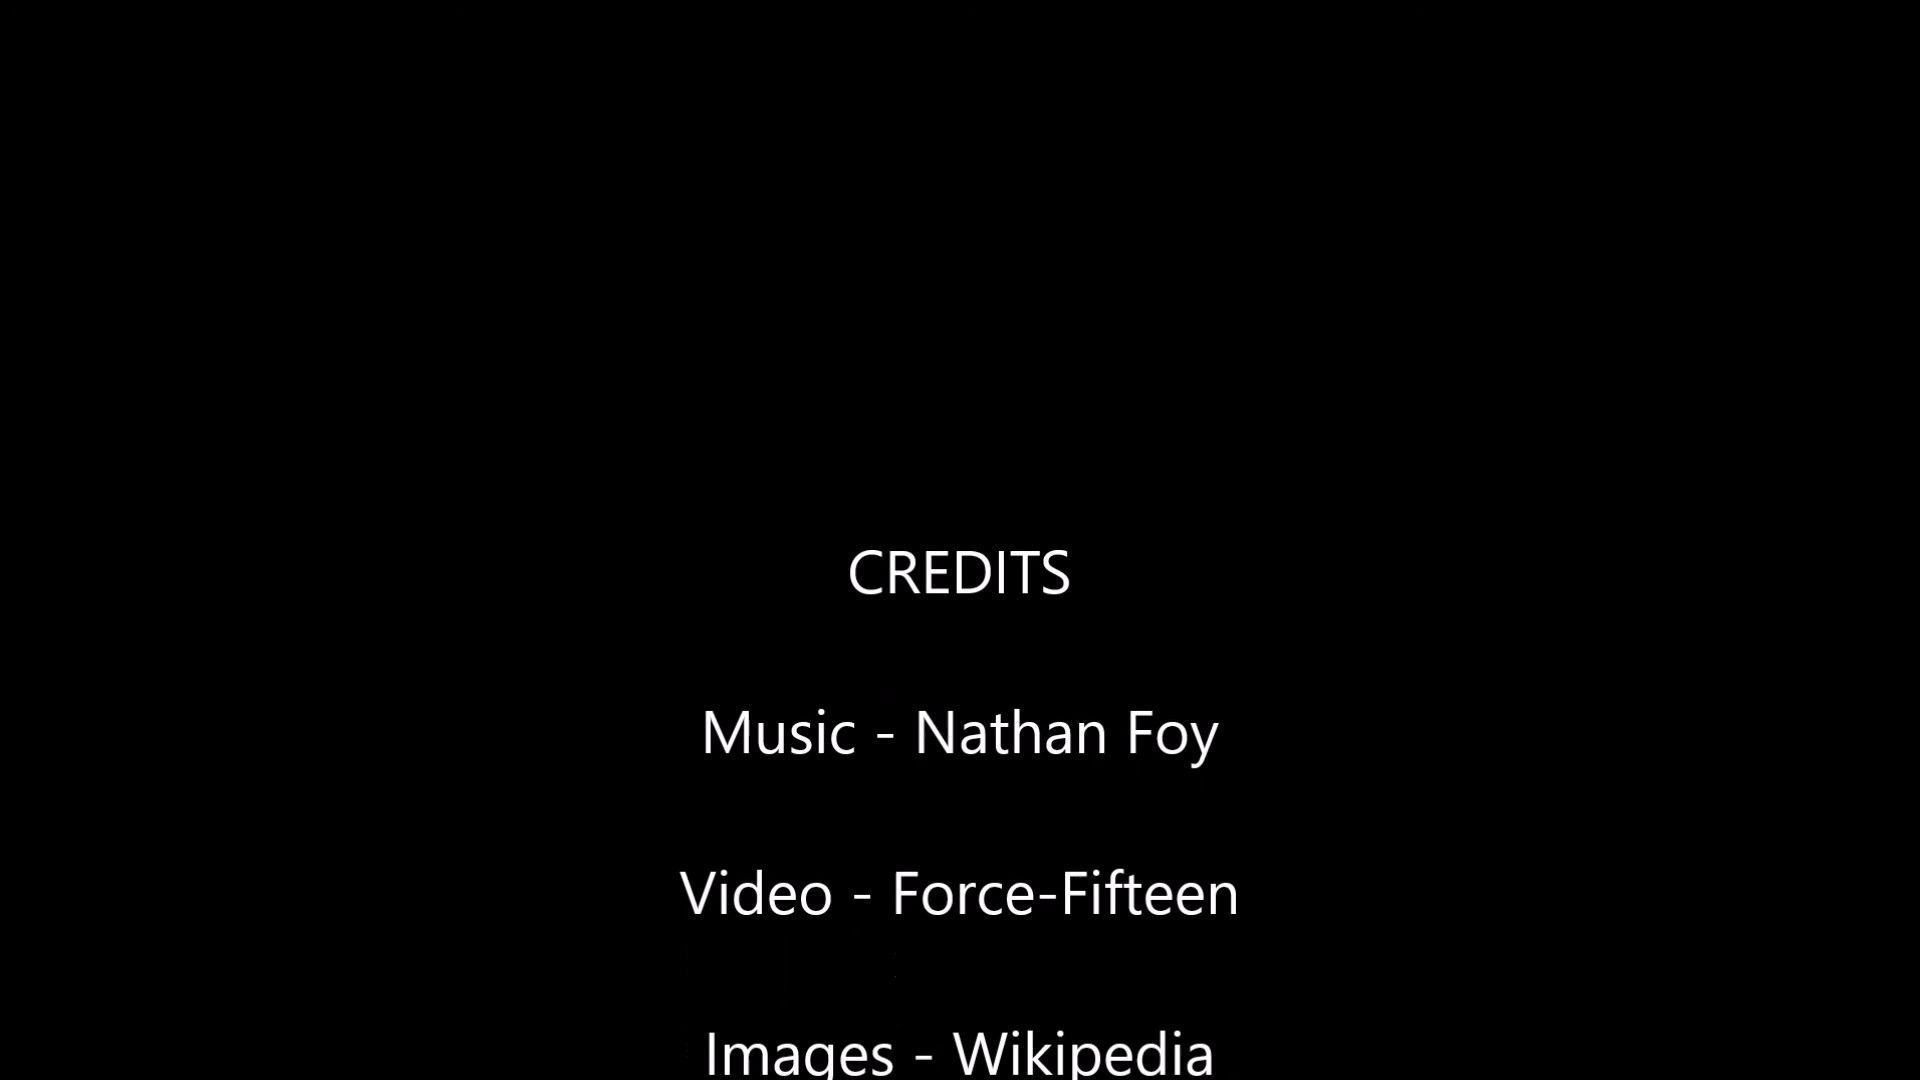 CREDITS
Music - Nathan Foy
Video - Force-Fifteen
Images - Wikipedia